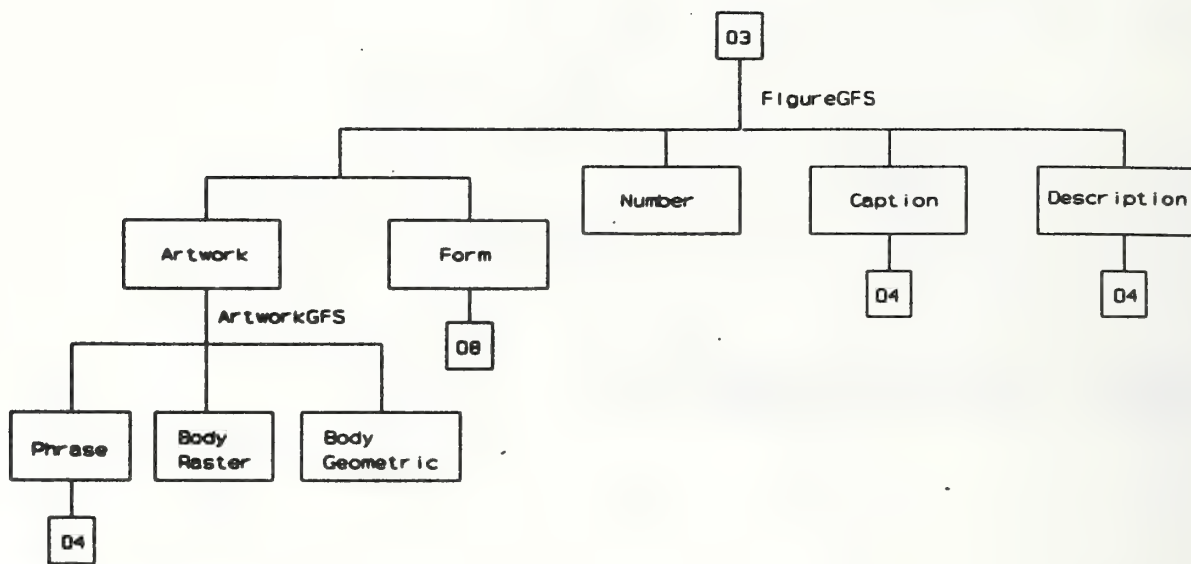 03
FigureGFS
Number
Caption
Description
Artwork
Form
04
04
ArtworkGFS
08
Phrase
Body
Raster
Body
Geometric
04